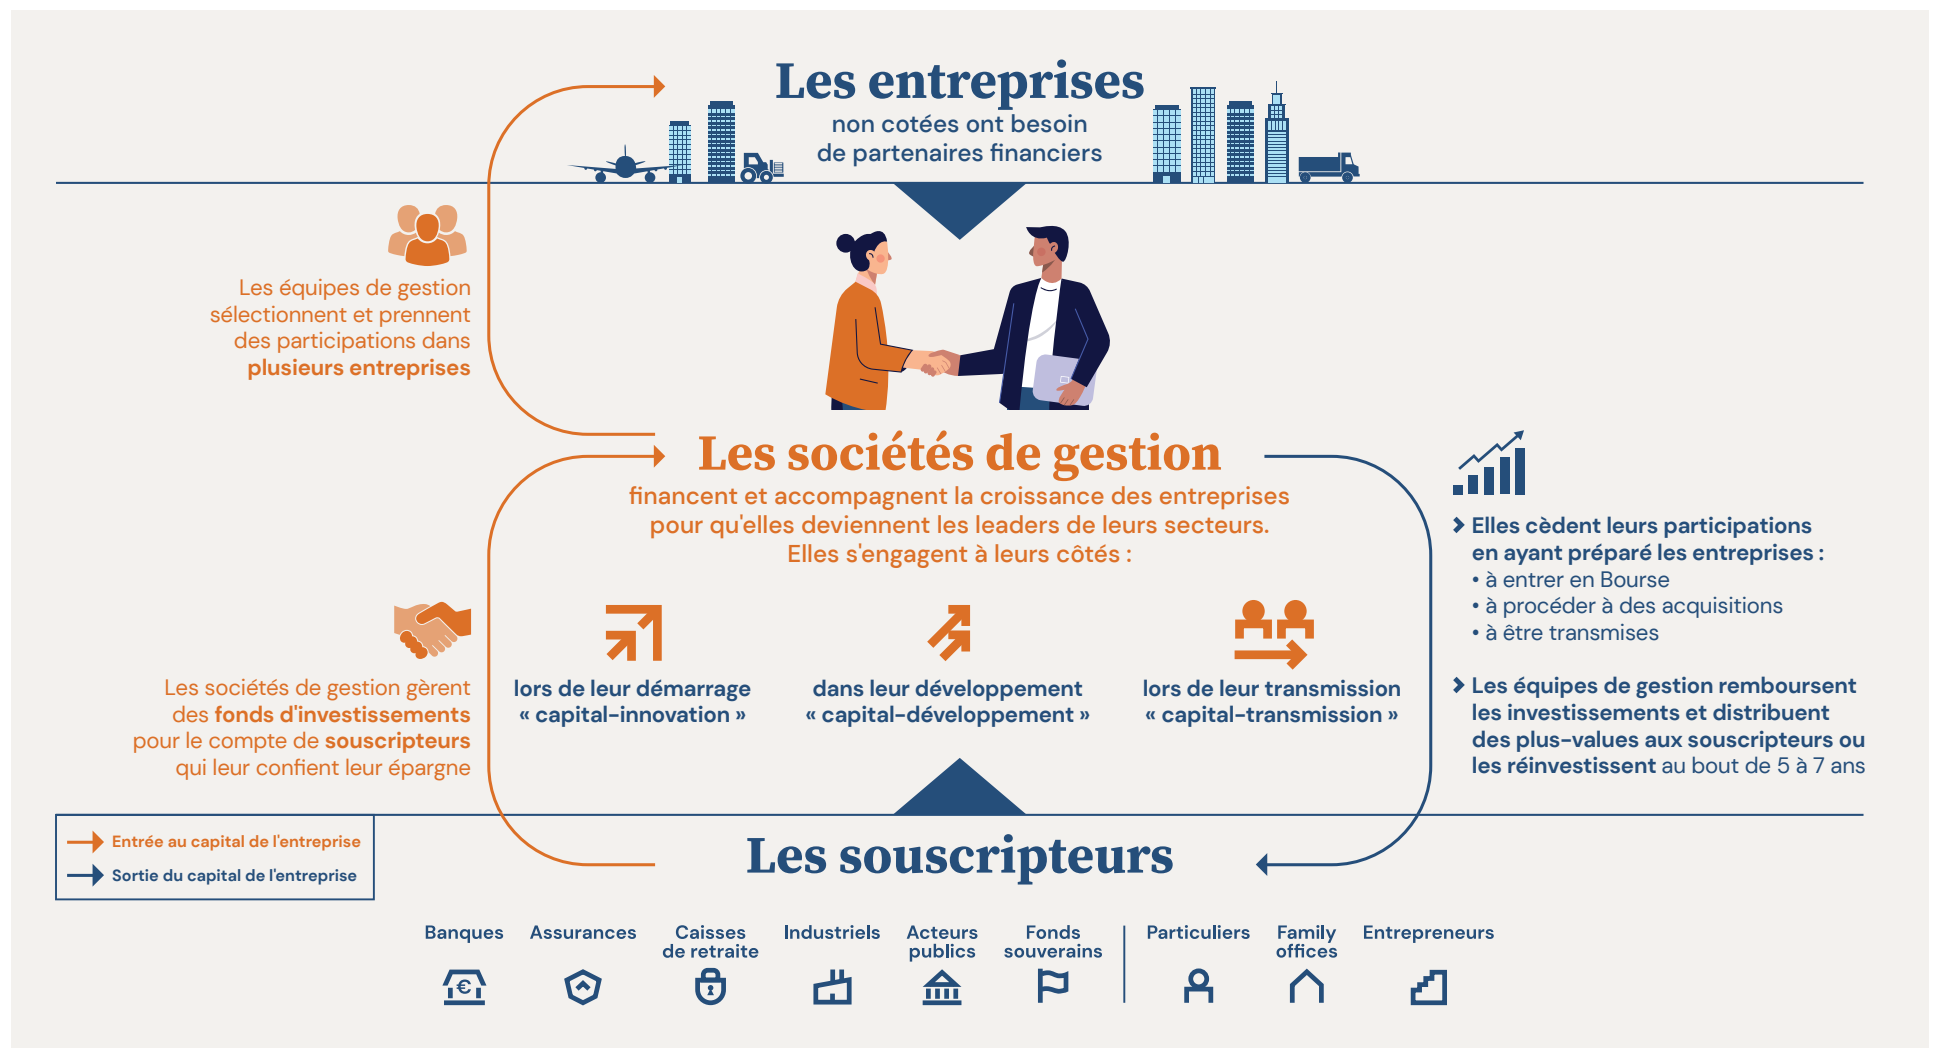 Les entreprises
non cotées ont besoin
de partenaires financiers
Les équipes de gestion
sélectionnent et prennent
des participations dans
plusieurs entreprises
Les sociétés de gestion
financent et accompagnent la croissance des entreprises
pour qu'elles deviennent les leaders de leurs secteurs.
Elles s'engagent à leurs côtés :
Les sociétés de gestion gèrent
des fonds d'investissements
pour le compte de souscripteurs
qui leur confient leur épargne
lors de leur démarrage
« capital-innovation »
dans leur développement
« capital-développement »
lors de leur transmission
« capital-transmission »
Elles cèdent leurs participations
en ayant préparé les entreprises :
• à entrer en Bourse
• à procéder à des acquisitions
• à être transmises
Les équipes de gestion remboursent
les investissements et distribuent
des plus-values aux souscripteurs ou
les réinvestissent au bout de 5 à 7 ans
Entrée au capital de l'entreprise
Sortie du capital de l'entreprise
Les souscripteurs
Banques
Assurances
Caisses
de retraite
Industriels
Acteurs
publics
Fonds
souverains
Particuliers
Family
offices
Entrepreneurs
€